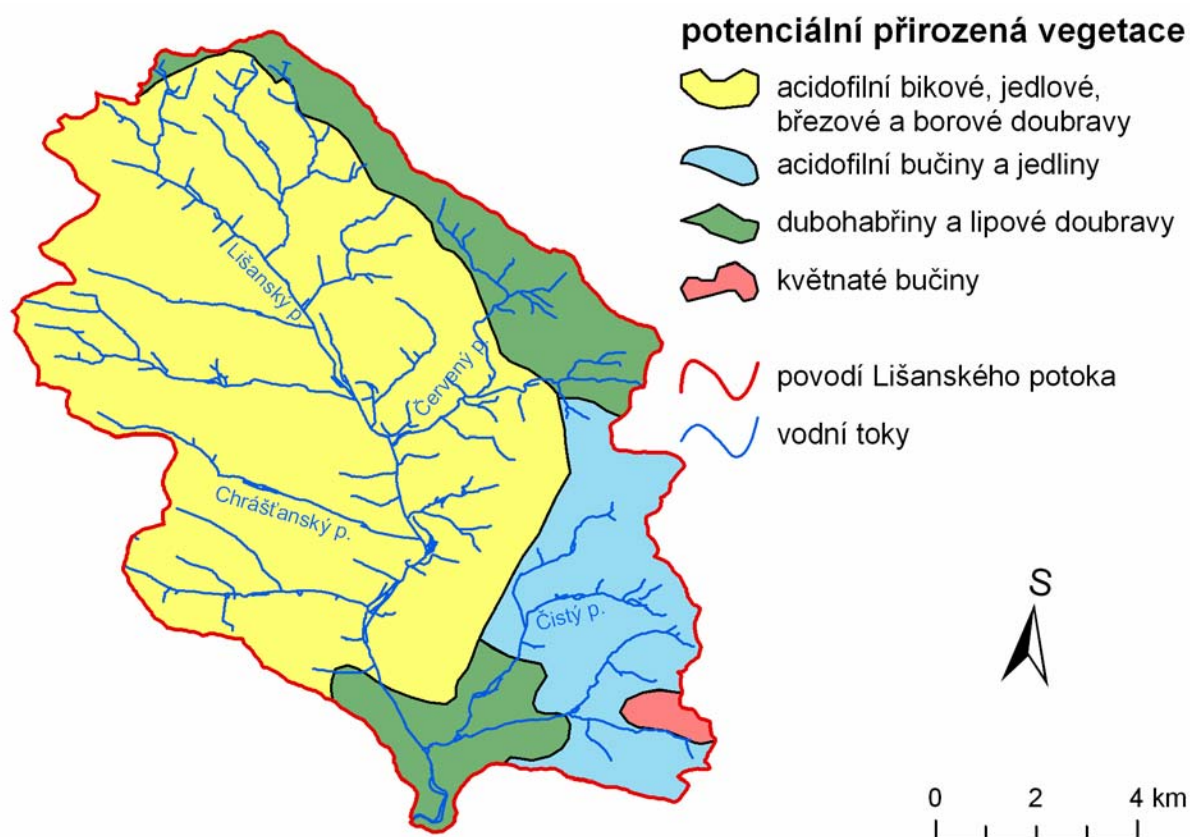 potenciální přirozená vegetace
acidofilní bikové, jedlové,
březové a borové doubravy
acidofilní bučiny a jedliny
dubohabřiny a lipové doubravy
květnaté bučiny
povodí Lišanského potoka
vodní toky
Lišanský p.
Červený p.
Chrášťanský p.
Čistý p.
S
0 2 4 km